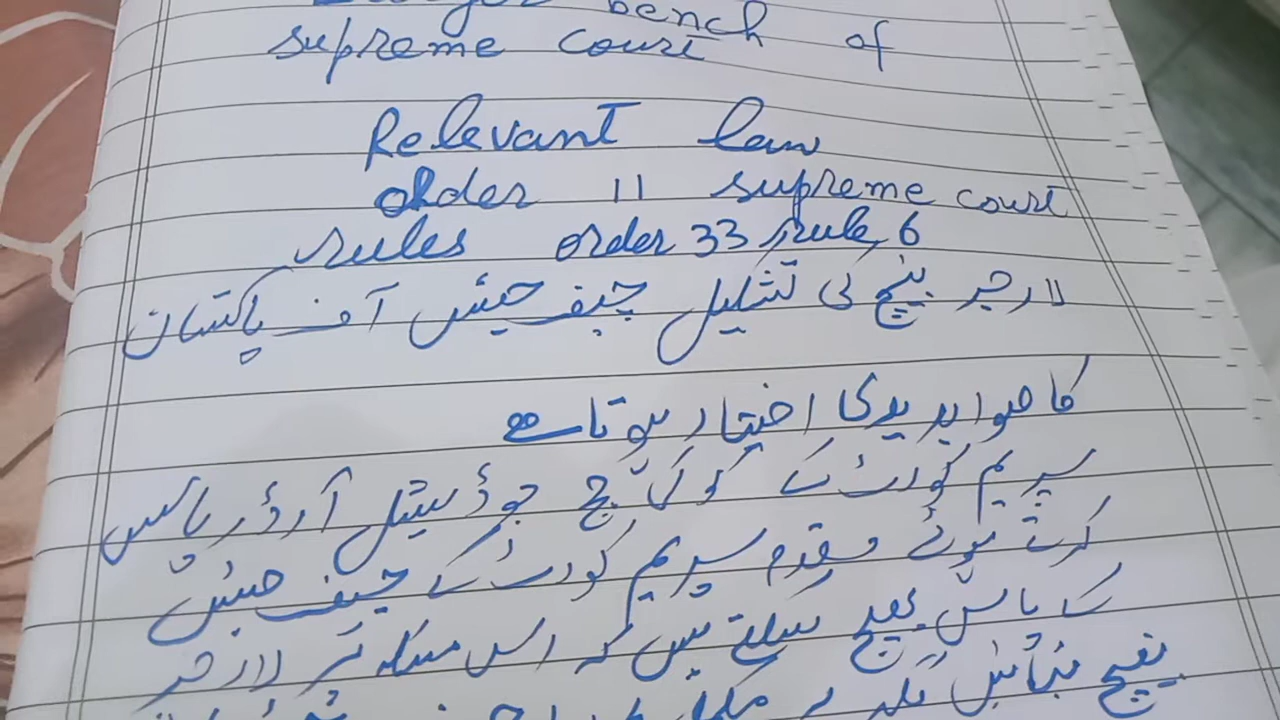 bench of
supreme court
Relevant law
order 11 supreme court
rules order 33 rule 6
لارجر بینچ کی تشکیل چیف جسٹس آف پاکستان
کا صوابدیدی اختیار ہوتا ہے
سپریم کورٹ کے کوئی جج جوڈیشل آرڈر پاس
کرتے ہوئے مقدمہ سپریم کورٹ کے چیف جسٹس
کے پاس بھیج سکتے ہیں کہ اس مسئلہ پر لارجر
بینچ بنائیں